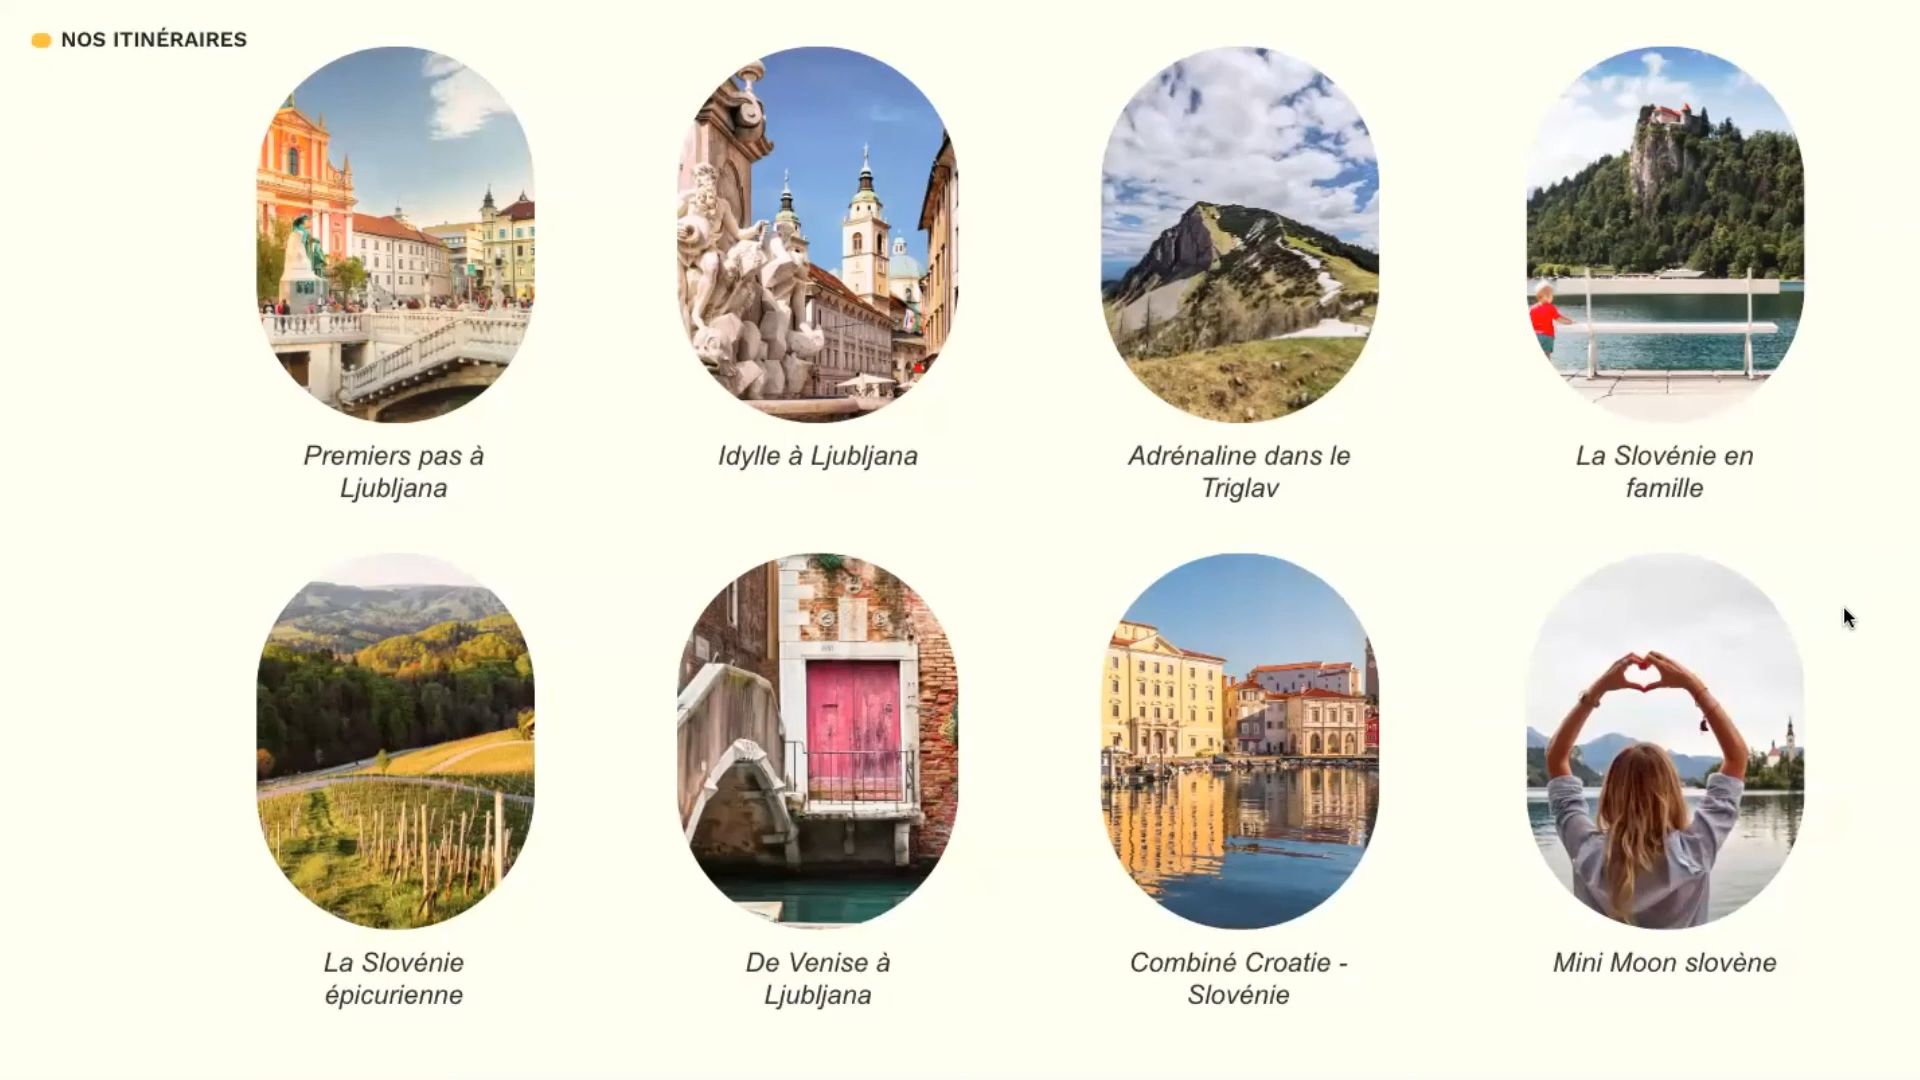 NOS ITINÉRAIRES
Premiers pas à
Ljubljana
Idylle à Ljubljana
Adrénaline dans le
Triglav
La Slovénie en
famille
La Slovénie
épicurienne
De Venise à
Ljubljana
Combiné Croatie -
Slovénie
Mini Moon slovène